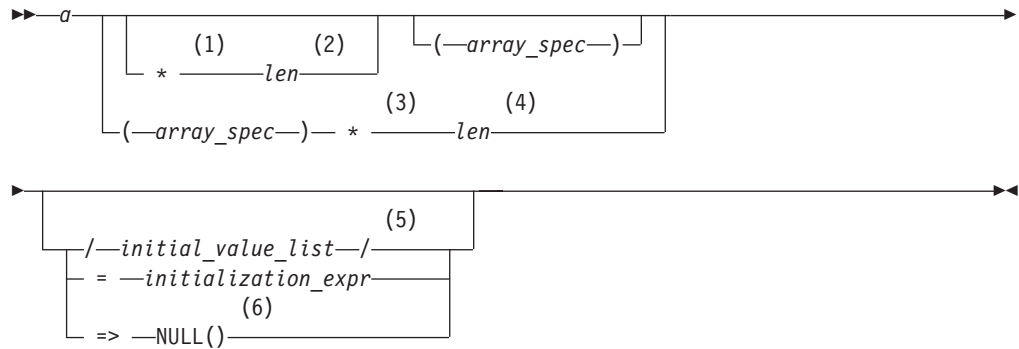 a
(1) (2) ( array_spec )
* len
(3) (4)
( array_spec ) * len
(5)
/ initial_value_list /
= initialization_expr
(6)
=> NULL()